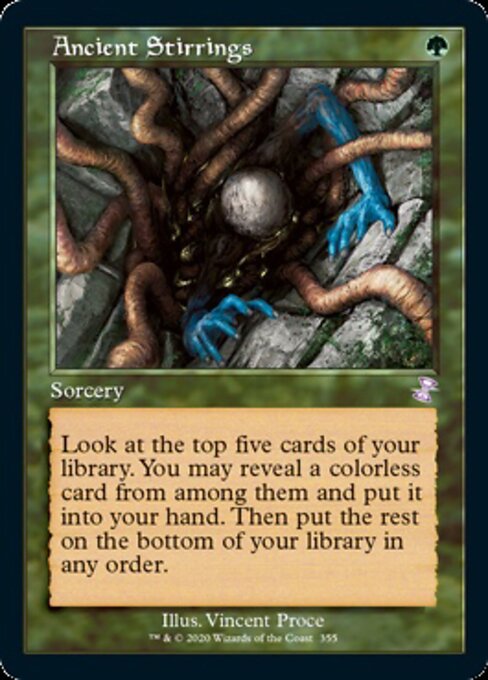 Ancient Stirrings
Sorcery
Look at the top five cards of your
library. You may reveal a colorless
card from among them and put it
into your hand. Then put the rest
on the bottom of your library in
any order.
Illus. Vincent Proce
™ & © 2020 Wizards of the Coast 355